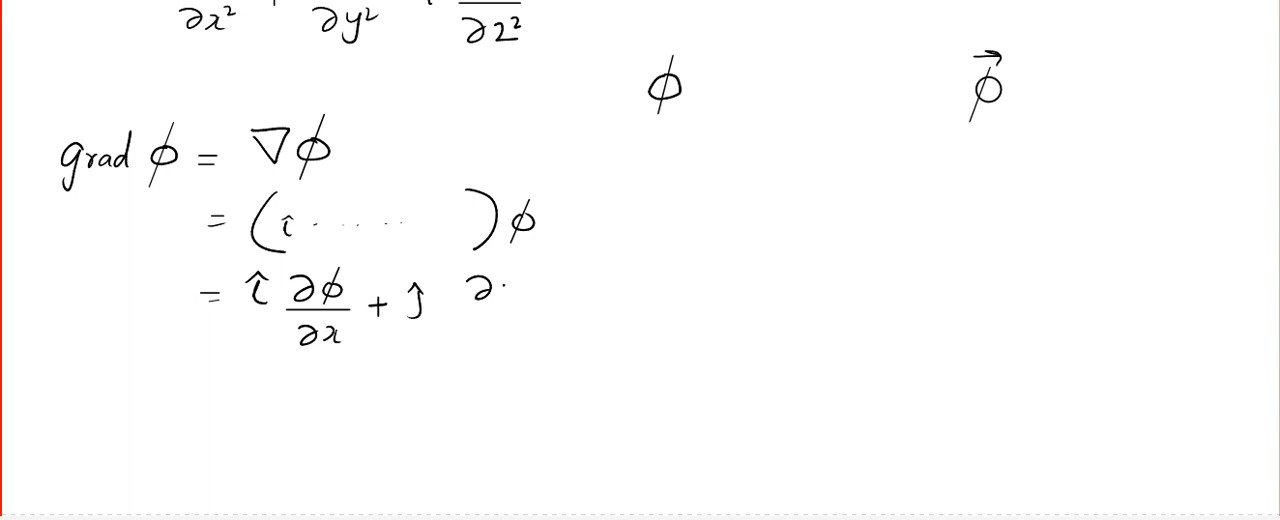 ∂x² + ∂y² + ∂z²
φ
φ⃗
grad φ = ∇φ
= ( î ..... ) φ
= î ∂φ/∂x + ĵ ∂